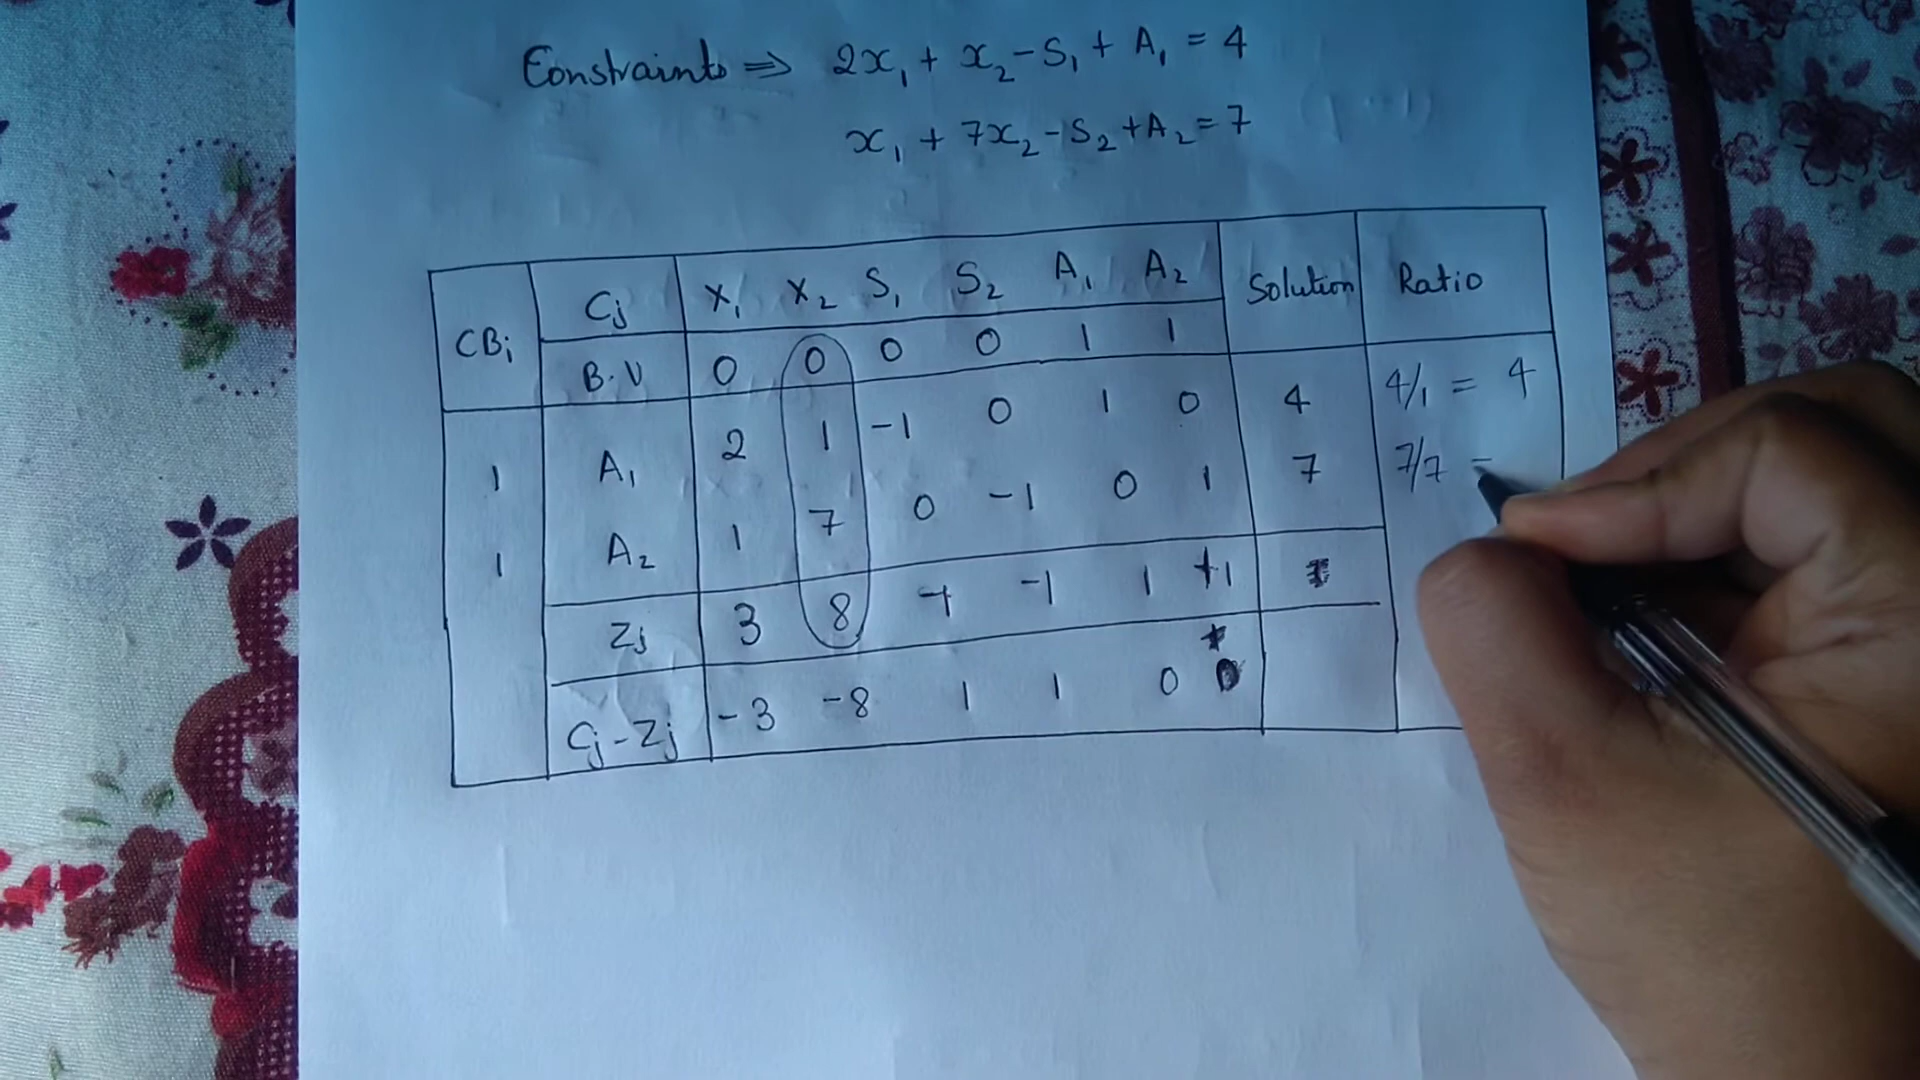 Constraints ⇒ 2x₁ + x₂ - S₁ + A₁ = 4
x₁ + 7x₂ - S₂ + A₂ = 7
CBi Cj X₁ X₂ S₁ S₂ A₁ A₂ Solution Ratio
B.V 0 0 0 0 1 1
1 A₁ 2 1 -1 0 1 0 4 4/1 = 4
1 A₂ 1 7 0 -1 0 1 7 7/7 =
Zj 3 8 -1 -1 1 +1
Cj-Zj -3 -8 1 1 0 0